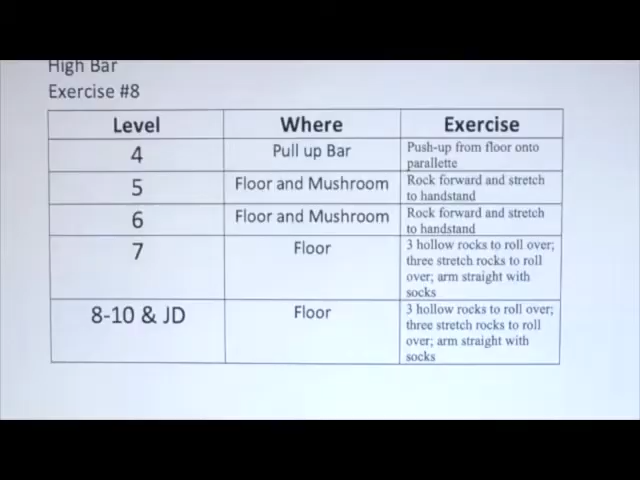 High Bar
Exercise #8
Level Where Exercise
4 Pull up Bar Push-up from floor onto
parallette
5 Floor and Mushroom Rock forward and stretch
to handstand
6 Floor and Mushroom Rock forward and stretch
to handstand
7 Floor 3 hollow rocks to roll over;
three stretch rocks to roll
over; arm straight with
socks
8-10 & JD Floor 3 hollow rocks to roll over;
three stretch rocks to roll
over; arm straight with
socks